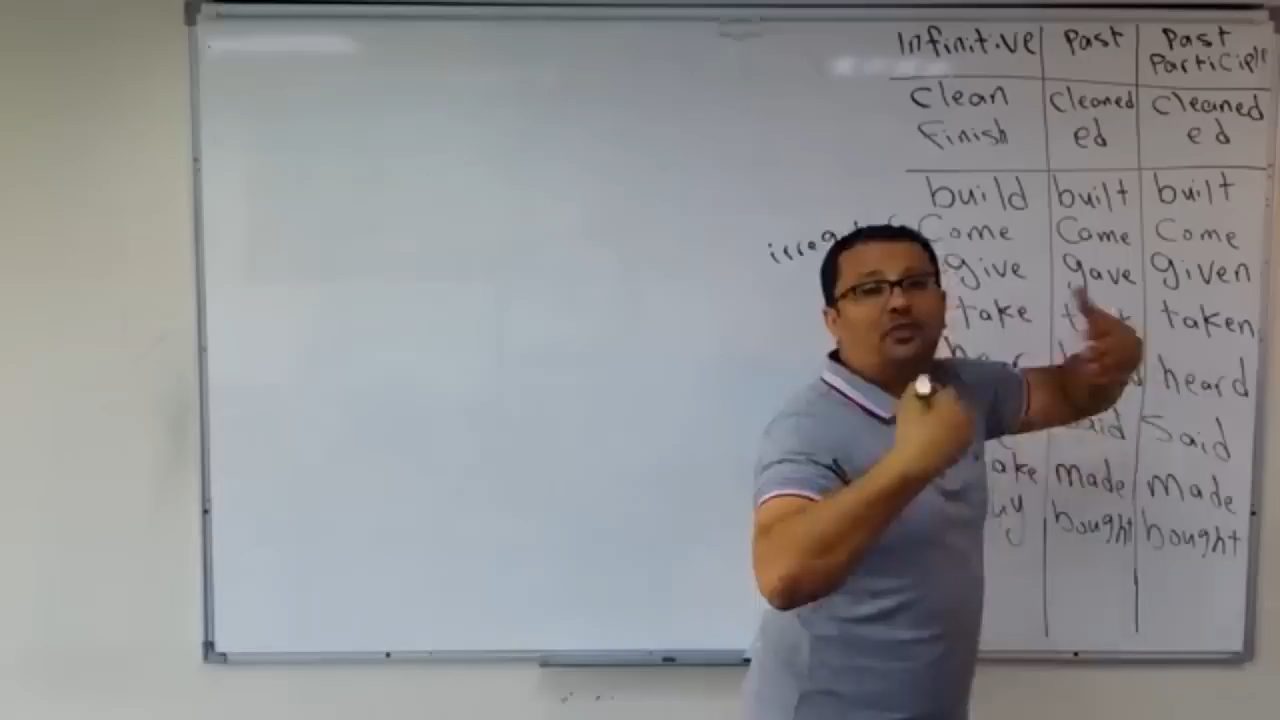 Infinitive Past Past
Participle
Clean Cleaned Cleaned
Finish ed ed
build built built
Come Came Come
give gave given
take taken
heard
said Said
made made
bought bought